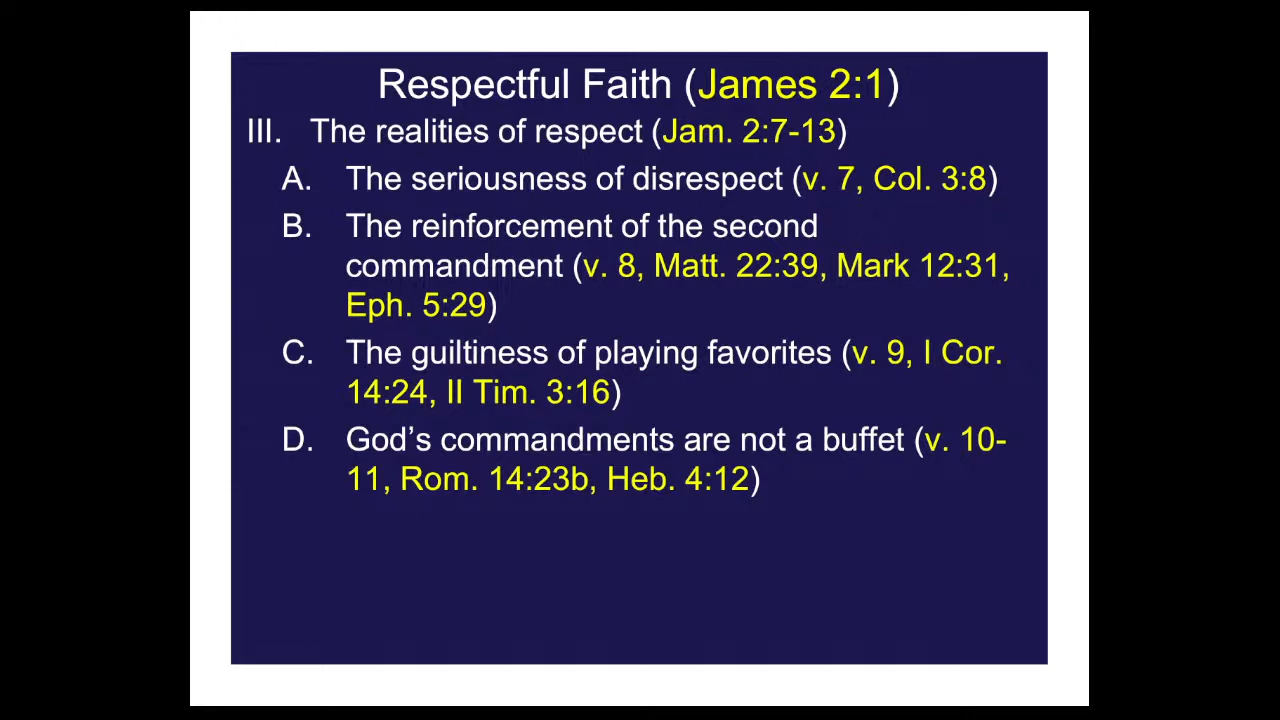 Respectful Faith (James 2:1)
III. The realities of respect (Jam. 2:7-13)
A. The seriousness of disrespect (v. 7, Col. 3:8)
B. The reinforcement of the second
commandment (v. 8, Matt. 22:39, Mark 12:31,
Eph. 5:29)
C. The guiltiness of playing favorites (v. 9, I Cor.
14:24, II Tim. 3:16)
D. God’s commandments are not a buffet (v. 10-
11, Rom. 14:23b, Heb. 4:12)